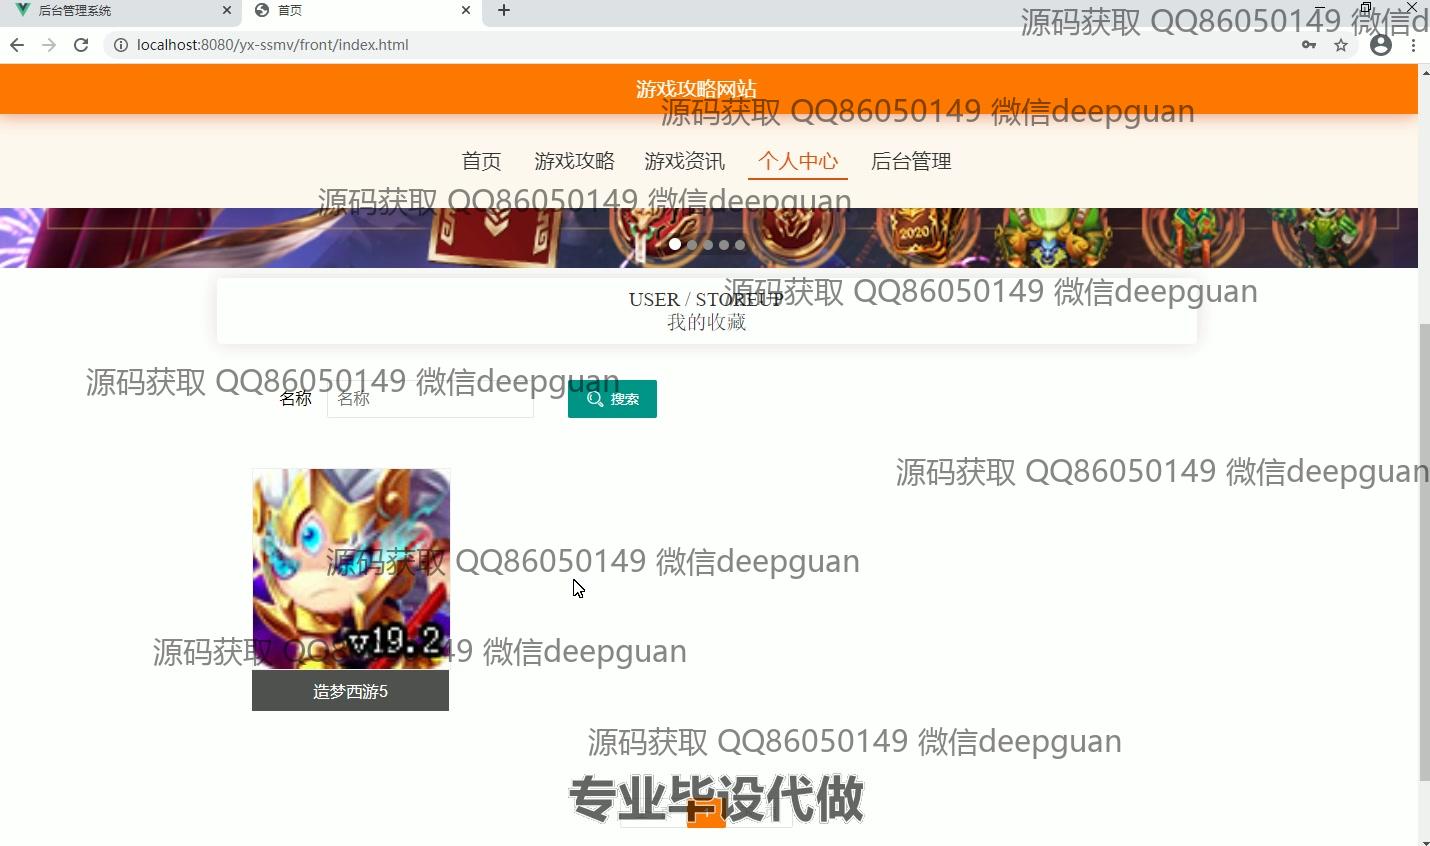 后台管理系统
首页
源码获取 QQ86050149 微信d
localhost:8080/yx-ssmv/front/index.html
游戏攻略网站
源码获取 QQ86050149 微信deepguan
首页 游戏攻略 游戏资讯 个人中心 后台管理
源码获取 QQ86050149 微信deepguan
2020
源码获取 QQ86050149 微信deepguan
USER / STOREUP
我的收藏
源码获取 QQ86050149 微信deepguan
名称 名称 搜索
源码获取 QQ86050149 微信deepguan
源码获取 QQ86050149 微信deepguan
v19.2
源码获取 QQ86050149 微信deepguan
造梦西游5
源码获取 QQ86050149 微信deepguan
专业毕设代做